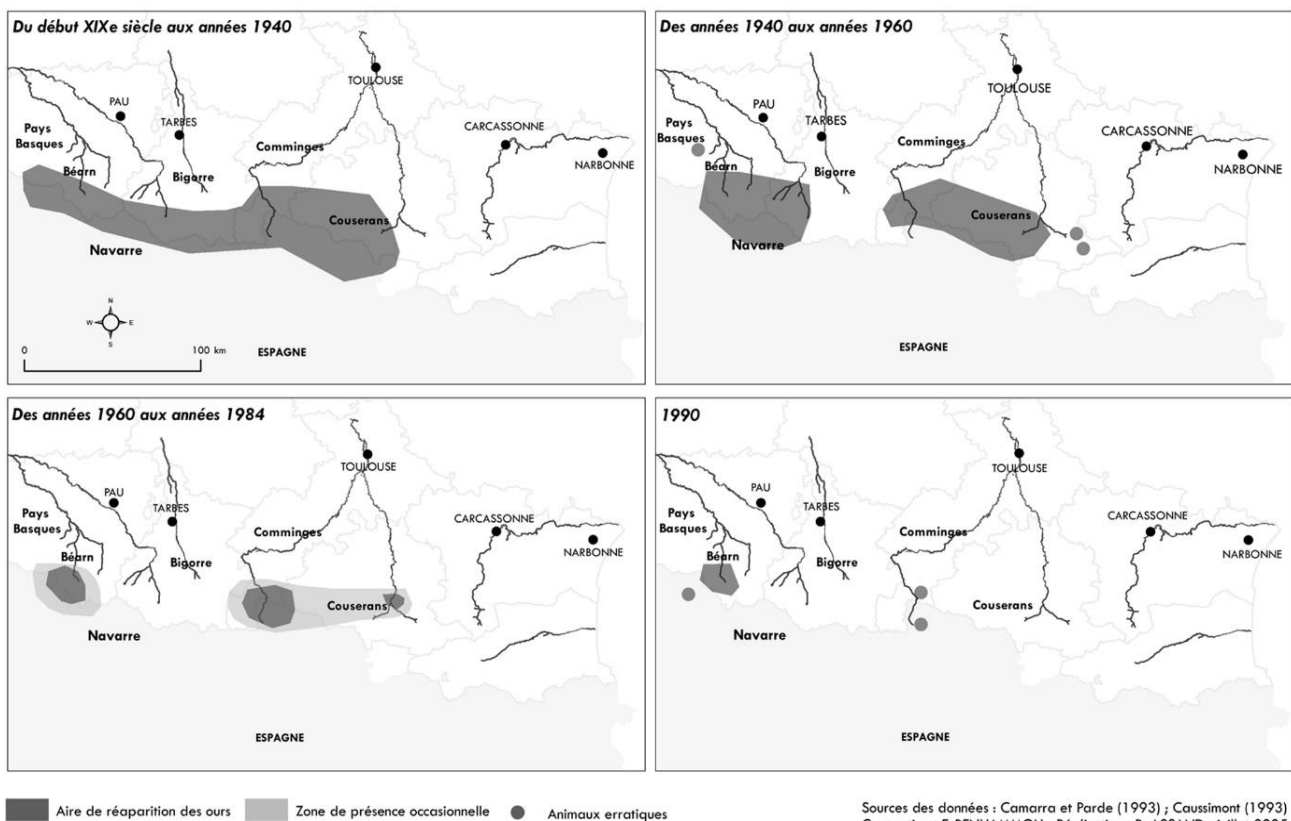 Du début XIXe siècle aux années 1940
TOULOUSE
PAU
TARBES
CARCASSONNE
Pays
Basques
Comminges
NARBONNE
Béarn
Bigorre
Couserans
Navarre
N
W E
S
0 100 km
ESPAGNE
Des années 1940 aux années 1960
TOULOUSE
PAU
TARBES
CARCASSONNE
Pays
Basques
Comminges
NARBONNE
Béarn
Bigorre
Couserans
Navarre
ESPAGNE
Des années 1960 aux années 1984
TOULOUSE
PAU
TARBES
CARCASSONNE
Pays
Basques
Comminges
NARBONNE
Béarn
Bigorre
Couserans
Navarre
ESPAGNE
1990
TOULOUSE
PAU
TARBES
CARCASSONNE
Pays
Basques
Comminges
NARBONNE
Béarn
Bigorre
Couserans
Navarre
ESPAGNE
Aire de réaparition des ours
Zone de présence occasionnelle
Animaux erratiques
Sources des données : Camarra et Parde (1993) ; Caussimont (1993)